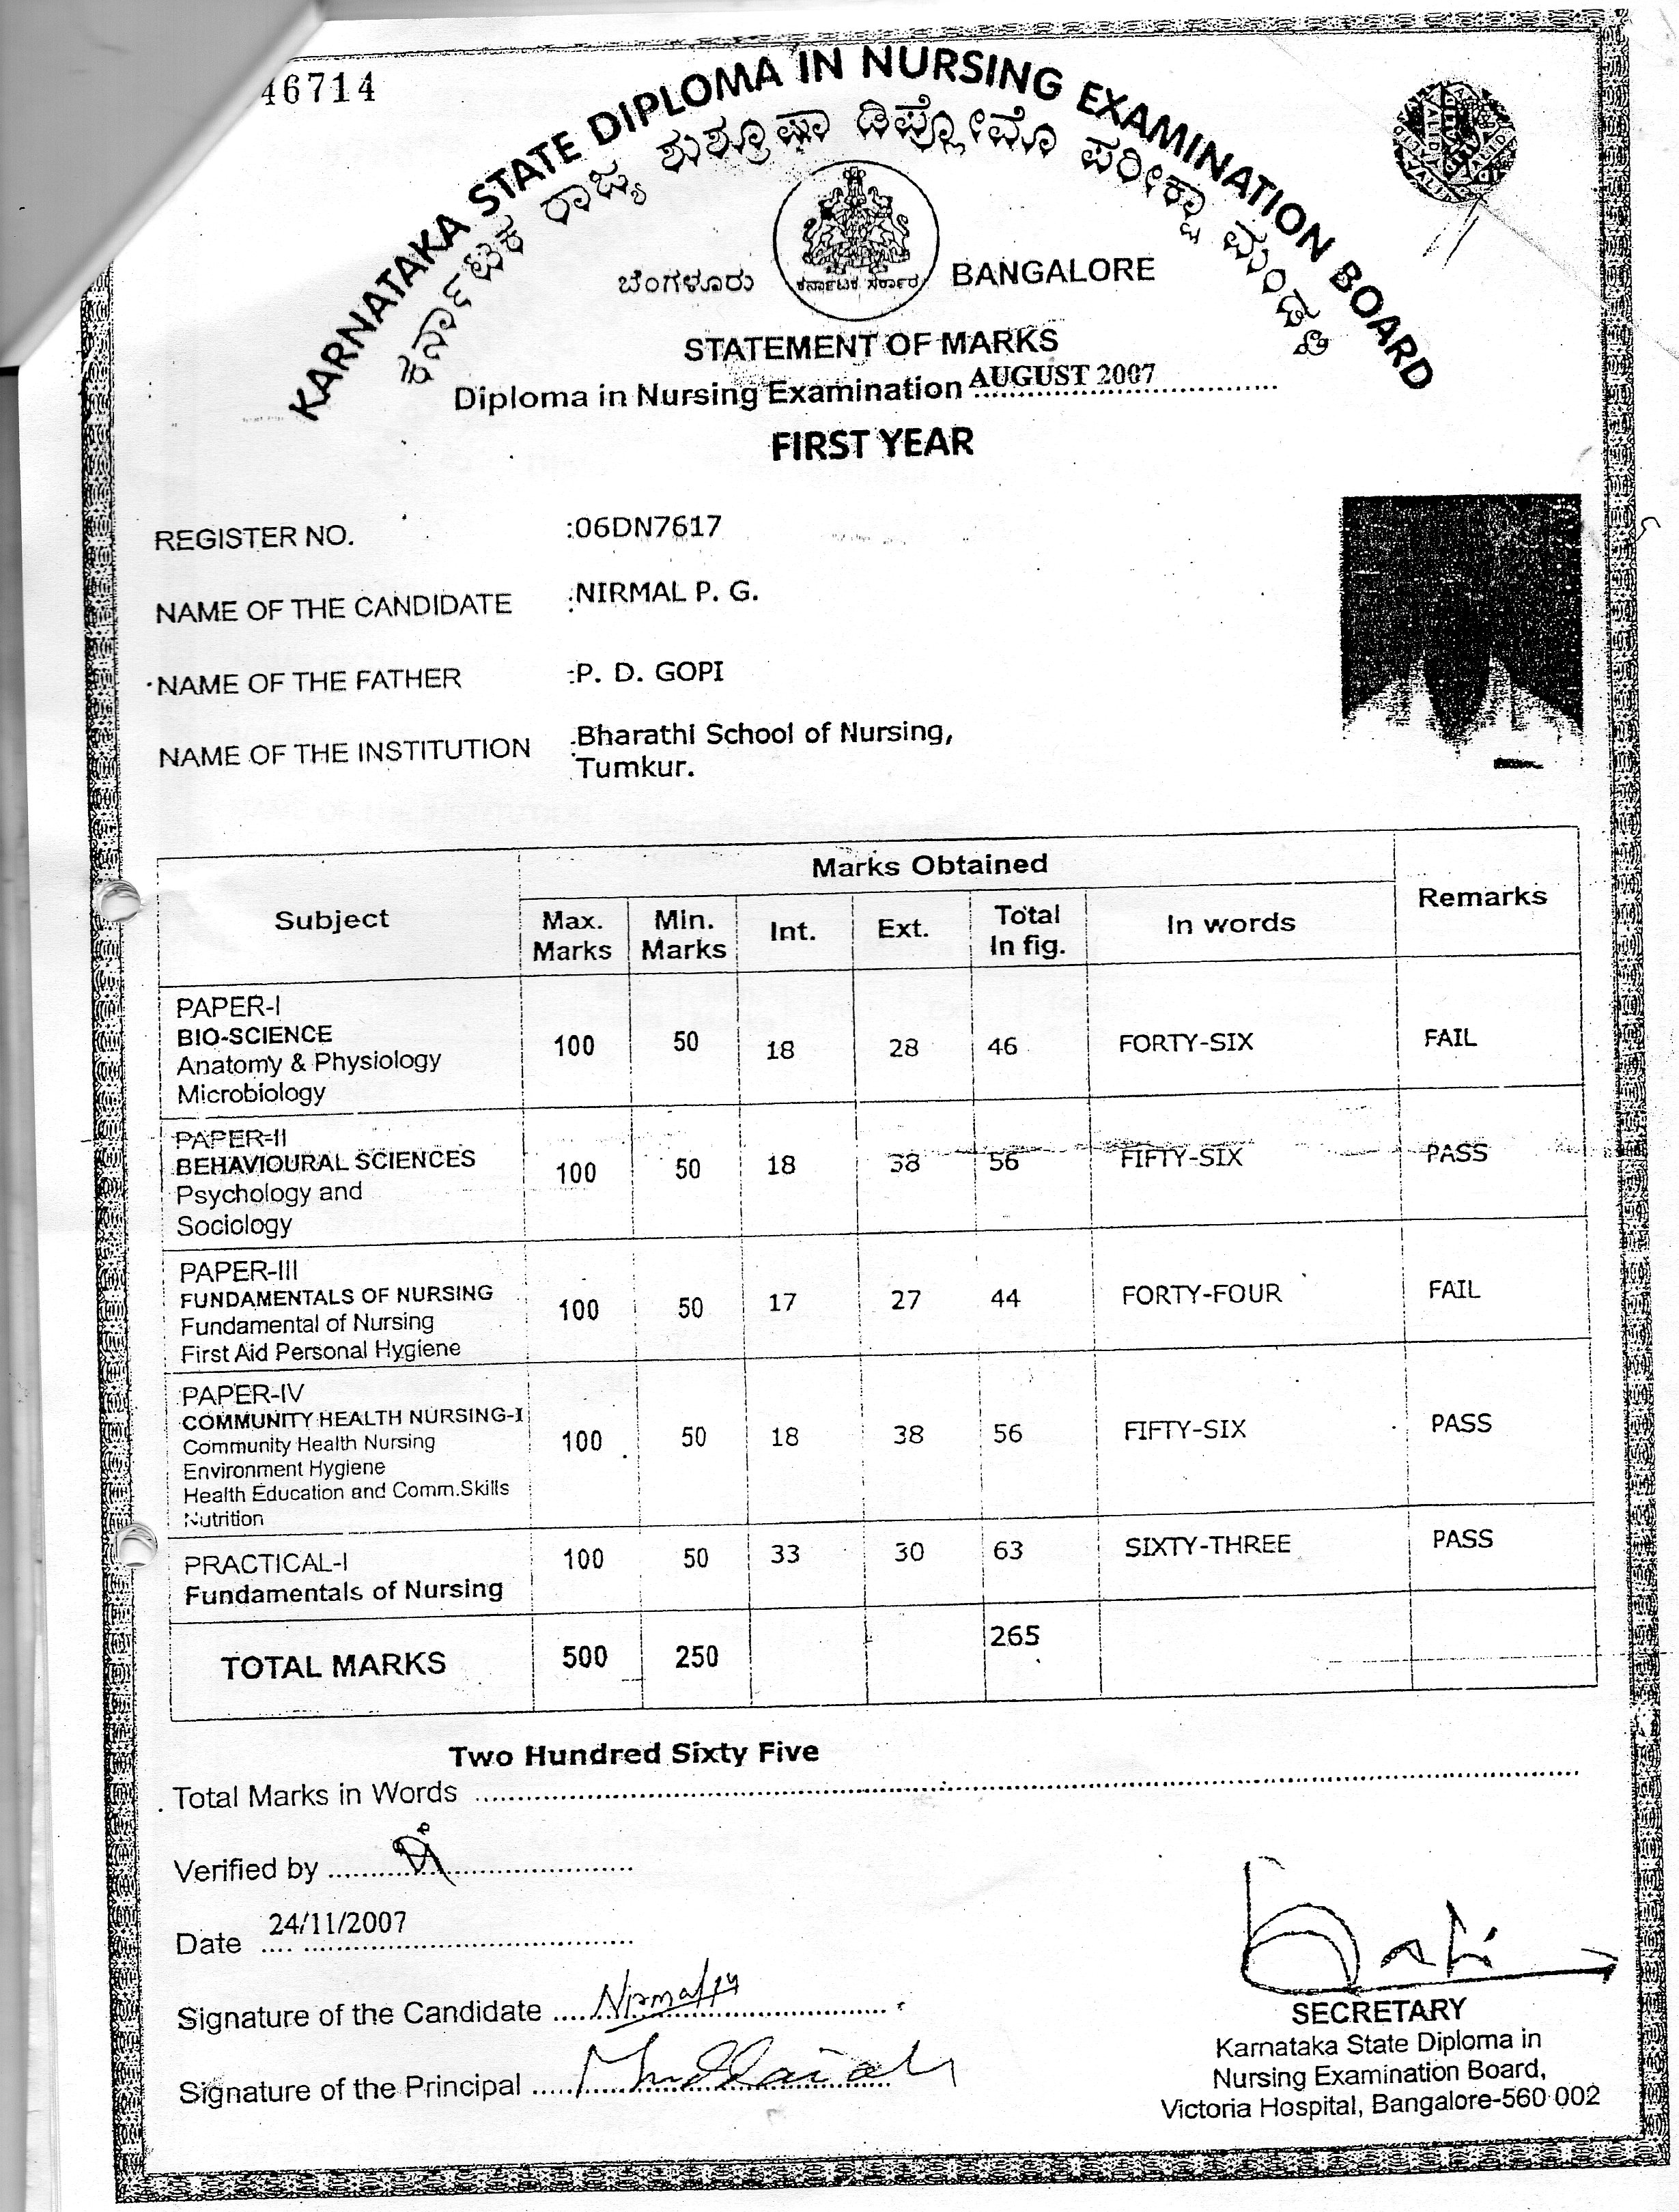 46714
KARNATAKA STATE DIPLOMA IN NURSING EXAMINATION BOARD
ಕರ್ನಾಟಕ ರಾಜ್ಯ ಶುಶ್ರೂಷಾ ಡಿಪ್ಲೋಮೊ ಪರೀಕ್ಷಾ ಮಂಡಳಿ
ಬೆಂಗಳೂರು BANGALORE
ಕರ್ನಾಟಕ ಸರ್ಕಾರ
STATEMENT OF MARKS
Diploma in Nursing Examination AUGUST 2007
FIRST YEAR
REGISTER NO. :06DN7617
NAME OF THE CANDIDATE :NIRMAL P. G.
NAME OF THE FATHER :P. D. GOPI
NAME OF THE INSTITUTION :Bharathi School of Nursing,
Tumkur.
Subject Marks Obtained Remarks
Max. Marks Min. Marks Int. Ext. Total In fig. In words
PAPER-I
BIO-SCIENCE
Anatomy & Physiology 100 50 18 28 46 FORTY-SIX FAIL
Microbiology
PAPER-II
BEHAVIOURAL SCIENCES 100 50 18 38 56 FIFTY-SIX PASS
Psychology and
Sociology
PAPER-III
FUNDAMENTALS OF NURSING 100 50 17 27 44 FORTY-FOUR FAIL
Fundamental of Nursing
First Aid Personal Hygiene
PAPER-IV
COMMUNITY HEALTH NURSING-I
Community Health Nursing 100 50 18 38 56 FIFTY-SIX PASS
Environment Hygiene
Health Education and Comm.Skills
Nutrition
PRACTICAL-I 100 50 33 30 63 SIXTY-THREE PASS
Fundamentals of Nursing
TOTAL MARKS 500 250 265
Two Hundred Sixty Five
Total Marks in Words
Verified by
Date 24/11/2007
Signature of the Candidate Nirmal PG
Signature of the Principal
SECRETARY
Karnataka State Diploma in
Nursing Examination Board,
Victoria Hospital, Bangalore-560 002